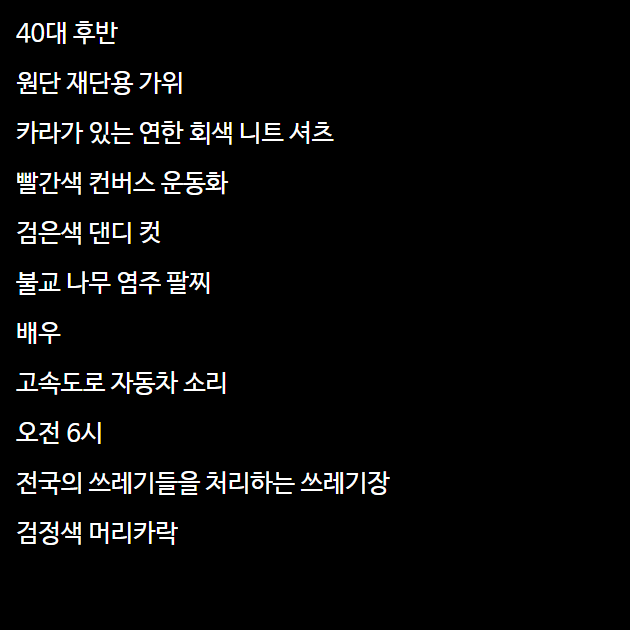 40대 후반
원단 재단용 가위
카라가 있는 연한 회색 니트 셔츠
빨간색 컨버스 운동화
검은색 댄디 컷
불교 나무 염주 팔찌
배우
고속도로 자동차 소리
오전 6시
전국의 쓰레기들을 처리하는 쓰레기장
검정색 머리카락